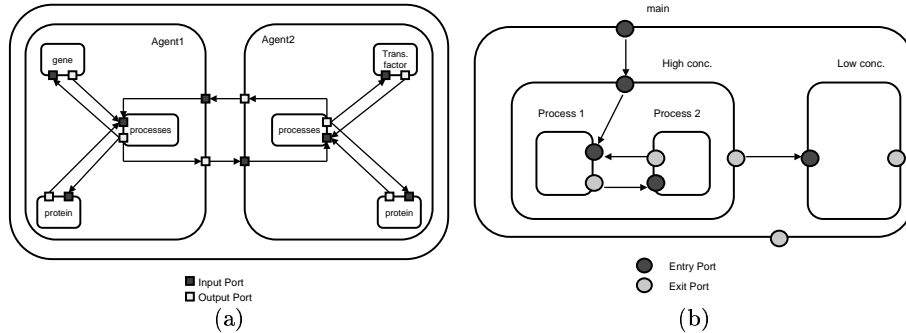 Agent1
Agent2
gene
Trans.
factor
processes
processes
protein
protein
Input Port
Output Port
(a)
main
High conc.
Low conc.
Process 1
Process 2
Entry Port
Exit Port
(b)